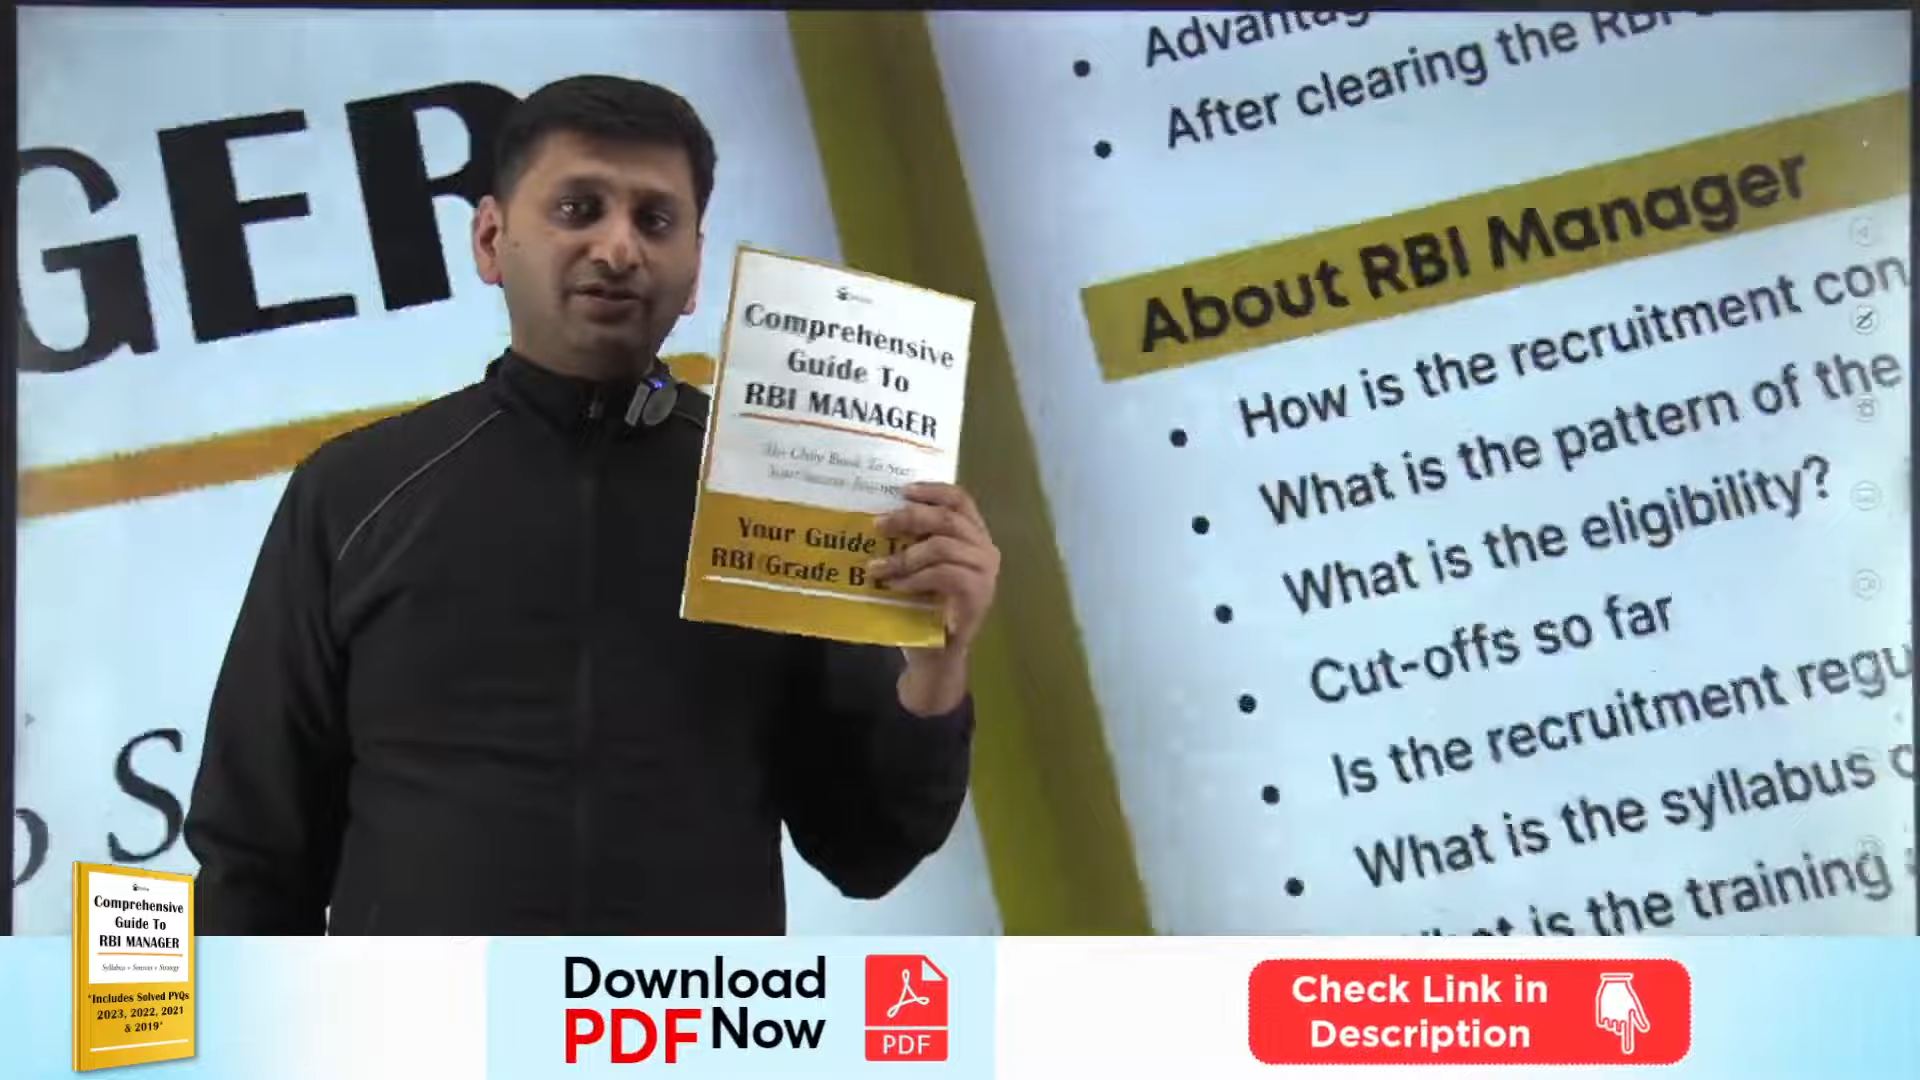 GER
S
Advantag
After clearing the RBI
About RBI Manager
How is the recruitment con
What is the pattern of the
What is the eligibility?
Cut-offs so far
Is the recruitment regu
What is the syllabus
is the training
Comprehensive
Guide To
RBI MANAGER
Your Guide
RBI Grade B
Comprehensive
Guide To
RBI MANAGER
Syllabus + Sources + Strategy
*Includes Solved PYQs
2023, 2022, 2021
& 2019*
Download
PDF Now
PDF
Check Link in
Description